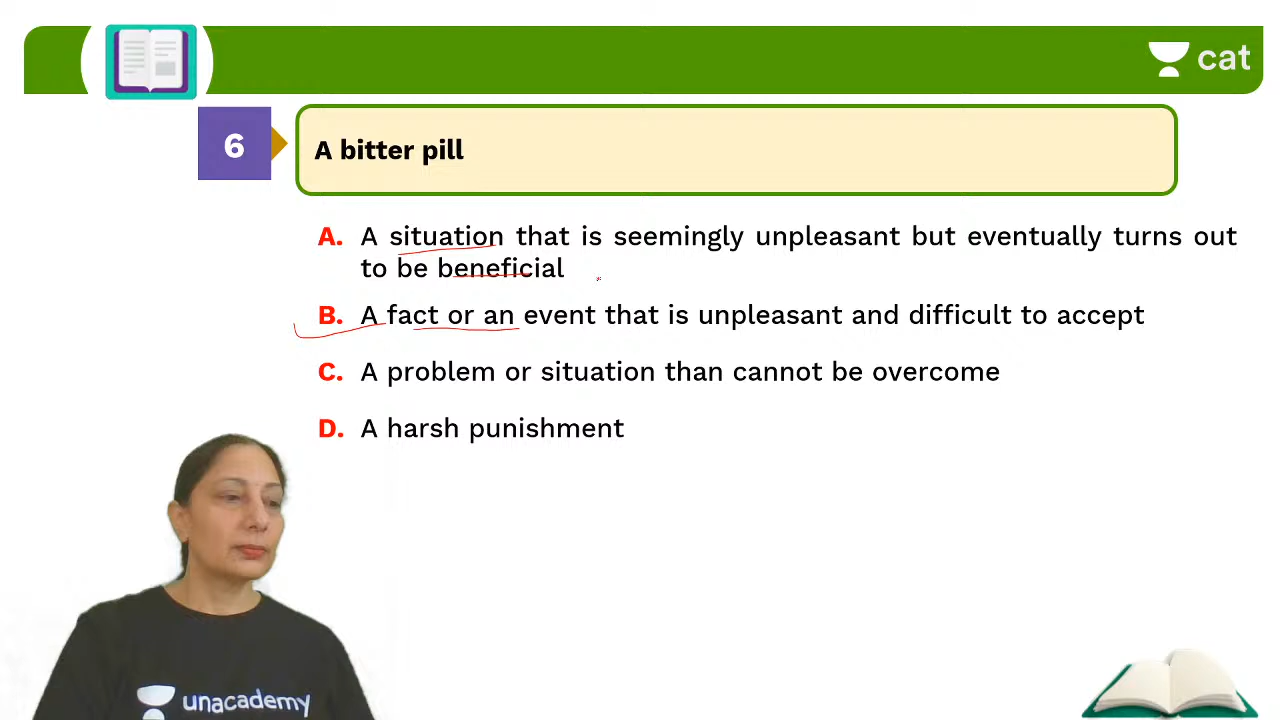 cat
6
A bitter pill
A. A situation that is seemingly unpleasant but eventually turns out
to be beneficial
B. A fact or an event that is unpleasant and difficult to accept
C. A problem or situation than cannot be overcome
D. A harsh punishment
unacademy